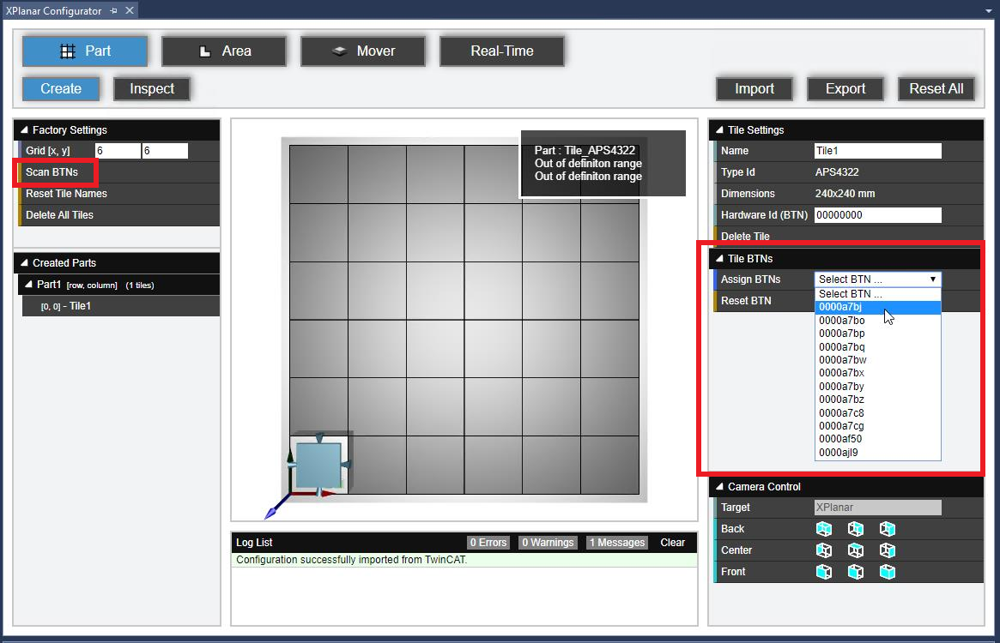 XPlanar Configurator
Part
Area
Mover
Real-Time
Create
Inspect
Import
Export
Reset All
Factory Settings
Grid [x, y] 6 6
Scan BTNs
Reset Tile Names
Delete All Tiles
Created Parts
Part1 [row, column] (1 tiles)
[0, 0] - Tile1
Part : Tile_APS4322
Out of definiton range
Out of definiton range
Log List 0 Errors 0 Warnings 1 Messages Clear
Configuration successfully imported from TwinCAT.
Tile Settings
Name Tile1
Type Id APS4322
Dimensions 240x240 mm
Hardware Id (BTN) 00000000
Delete Tile
Tile BTNs
Assign BTNs Select BTN ...
Select BTN ...
Reset BTN
0000a7bj
0000a7bo
0000a7bp
0000a7bq
0000a7bw
0000a7bx
0000a7by
0000a7bz
0000a7c8
0000a7cg
0000af50
0000ajl9
Camera Control
Target XPlanar
Back
Center
Front